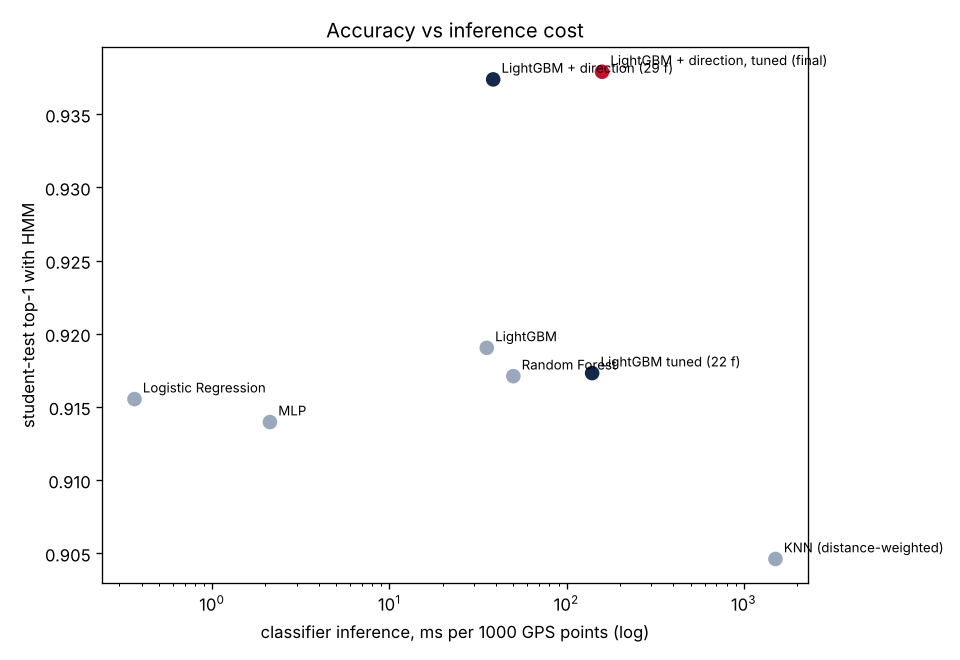 Accuracy vs inference cost
LightGBM + direction, tuned (final)
LightGBM + direction (29 f)
0.935
0.930
0.925
0.920
0.915
0.910
0.905
student-test top-1 with HMM
LightGBM
Random Forest
LightGBM tuned (22 f)
Logistic Regression
MLP
KNN (distance-weighted)
10⁰
10¹
10²
10³
classifier inference, ms per 1000 GPS points (log)